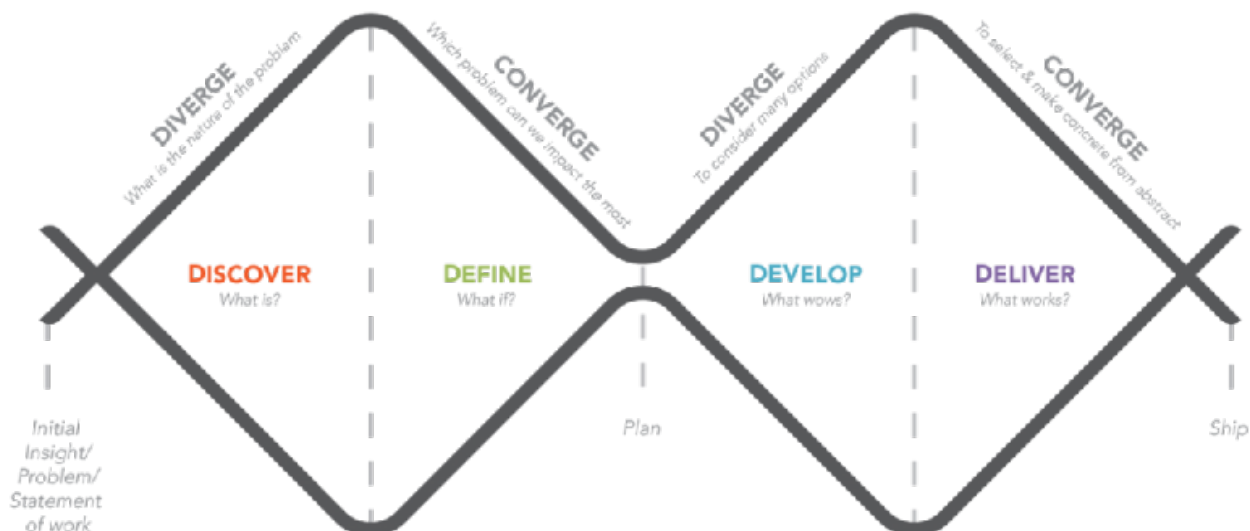 DIVERGE
What is the nature of the problem
CONVERGE
Which problem can we impact the most
DIVERGE
To consider many options
CONVERGE
To select & make concrete from abstract
DISCOVER
What is?
DEFINE
What if?
DEVELOP
What wows?
DELIVER
What works?
Initial
Insight/
Problem/
Statement
of work
Plan
Ship